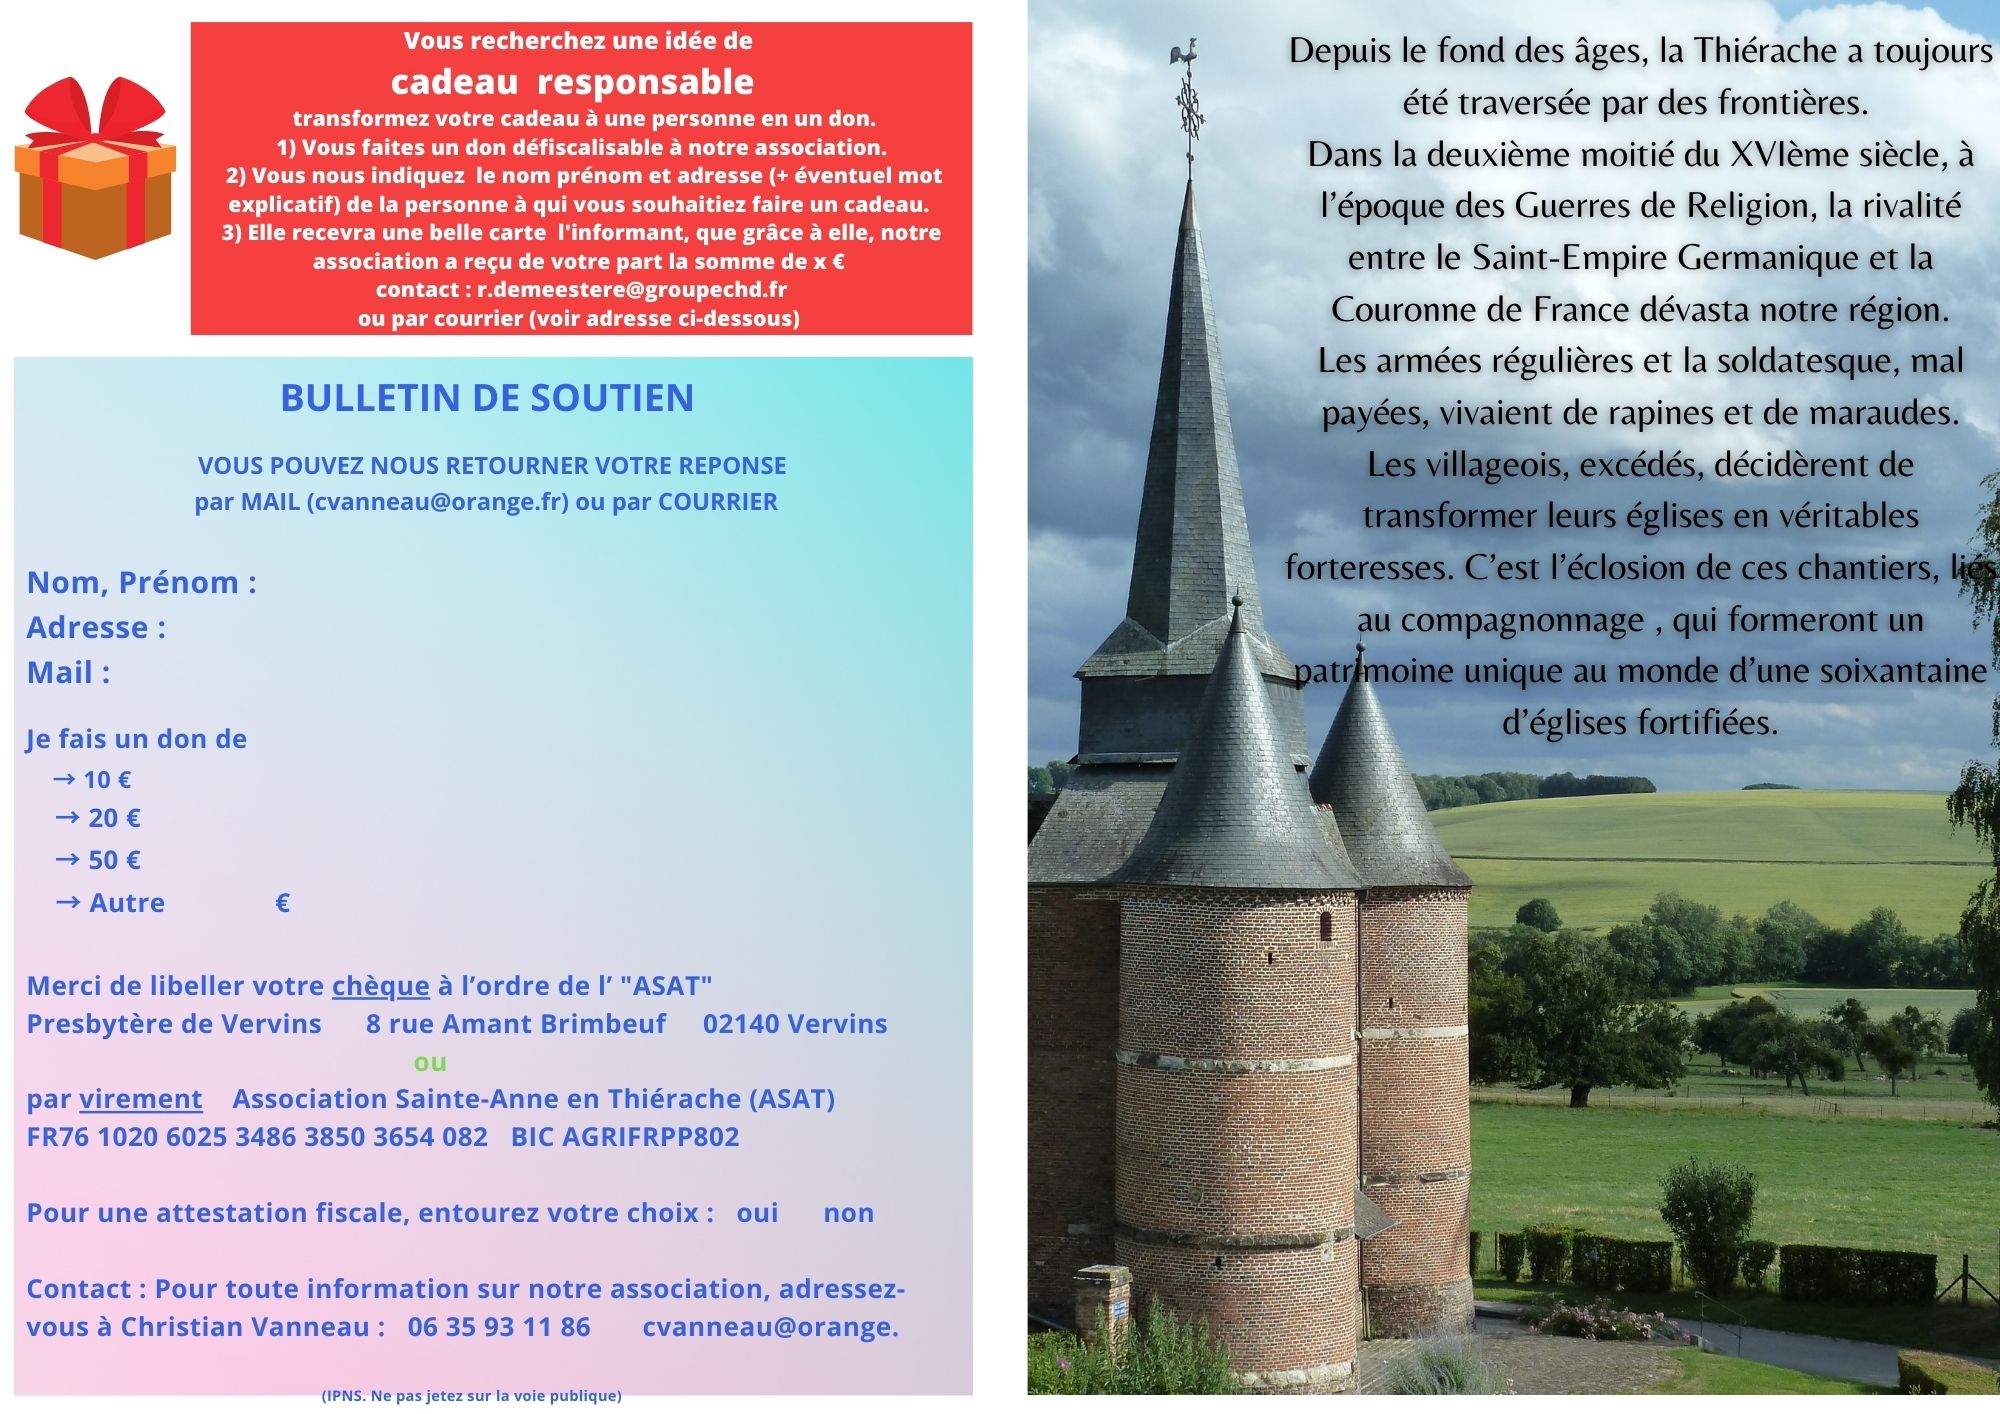 Vous recherchez une idée de
cadeau responsable
transformez votre cadeau à une personne en un don.
1) Vous faites un don défiscalisable à notre association.
2) Vous nous indiquez le nom prénom et adresse (+ éventuel mot
explicatif) de la personne à qui vous souhaitiez faire un cadeau.
3) Elle recevra une belle carte l'informant, que grâce à elle, notre
association a reçu de votre part la somme de x €
contact : r.demeestere@groupechd.fr
ou par courrier (voir adresse ci-dessous)
BULLETIN DE SOUTIEN
VOUS POUVEZ NOUS RETOURNER VOTRE REPONSE
par MAIL (cvanneau@orange.fr) ou par COURRIER
Nom, Prénom :
Adresse :
Mail :
Je fais un don de
→ 10 €
→ 20 €
→ 50 €
→ Autre €
Merci de libeller votre chèque à l’ordre de l’ "ASAT"
Presbytère de Vervins 8 rue Amant Brimbeuf 02140 Vervins
ou
par virement Association Sainte-Anne en Thiérache (ASAT)
FR76 1020 6025 3486 3850 3654 082 BIC AGRIFRPP802
Pour une attestation fiscale, entourez votre choix : oui non
Contact : Pour toute information sur notre association, adressez-
vous à Christian Vanneau : 06 35 93 11 86 cvanneau@orange.
(IPNS. Ne pas jetez sur la voie publique)
Depuis le fond des âges, la Thiérache a toujours
été traversée par des frontières.
Dans la deuxième moitié du XVIème siècle, à
l’époque des Guerres de Religion, la rivalité
entre le Saint-Empire Germanique et la
Couronne de France dévasta notre région.
Les armées régulières et la soldatesque, mal
payées, vivaient de rapines et de maraudes.
Les villageois, excédés, décidèrent de
transformer leurs églises en véritables
forteresses. C’est l’éclosion de ces chantiers, liés
au compagnonnage , qui formeront un
patrimoine unique au monde d’une soixantaine
d’églises fortifiées.